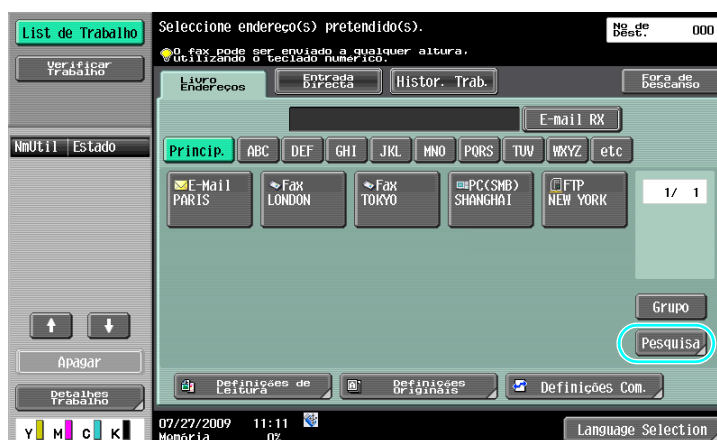 List de Trabalho
Verificar
Trabalho
NmUtil Estado
Apagar
Detalhes
Trabalho
Y M C K
Seleccione endereço(s) pretendido(s).
Nº de
Dest. 000
O fax pode ser enviado a qualquer altura,
utilizando o teclado numérico.
Livro
Endereços
Entrada
Directa
Histor. Trab.
Fora de
Descanso
E-mail RX
Princip. ABC DEF GHI JKL MNO PQRS TUV WXYZ etc
E-Mail
PARIS
Fax
LONDON
Fax
TOKYO
PC(SMB)
SHANGHAI
FTP
NEW YORK
1/ 1
Grupo
Pesquisa
Definições de
Leitura
Definições
Originais
Definições Com.
07/27/2009 11:11
Memória 0%
Language Selection